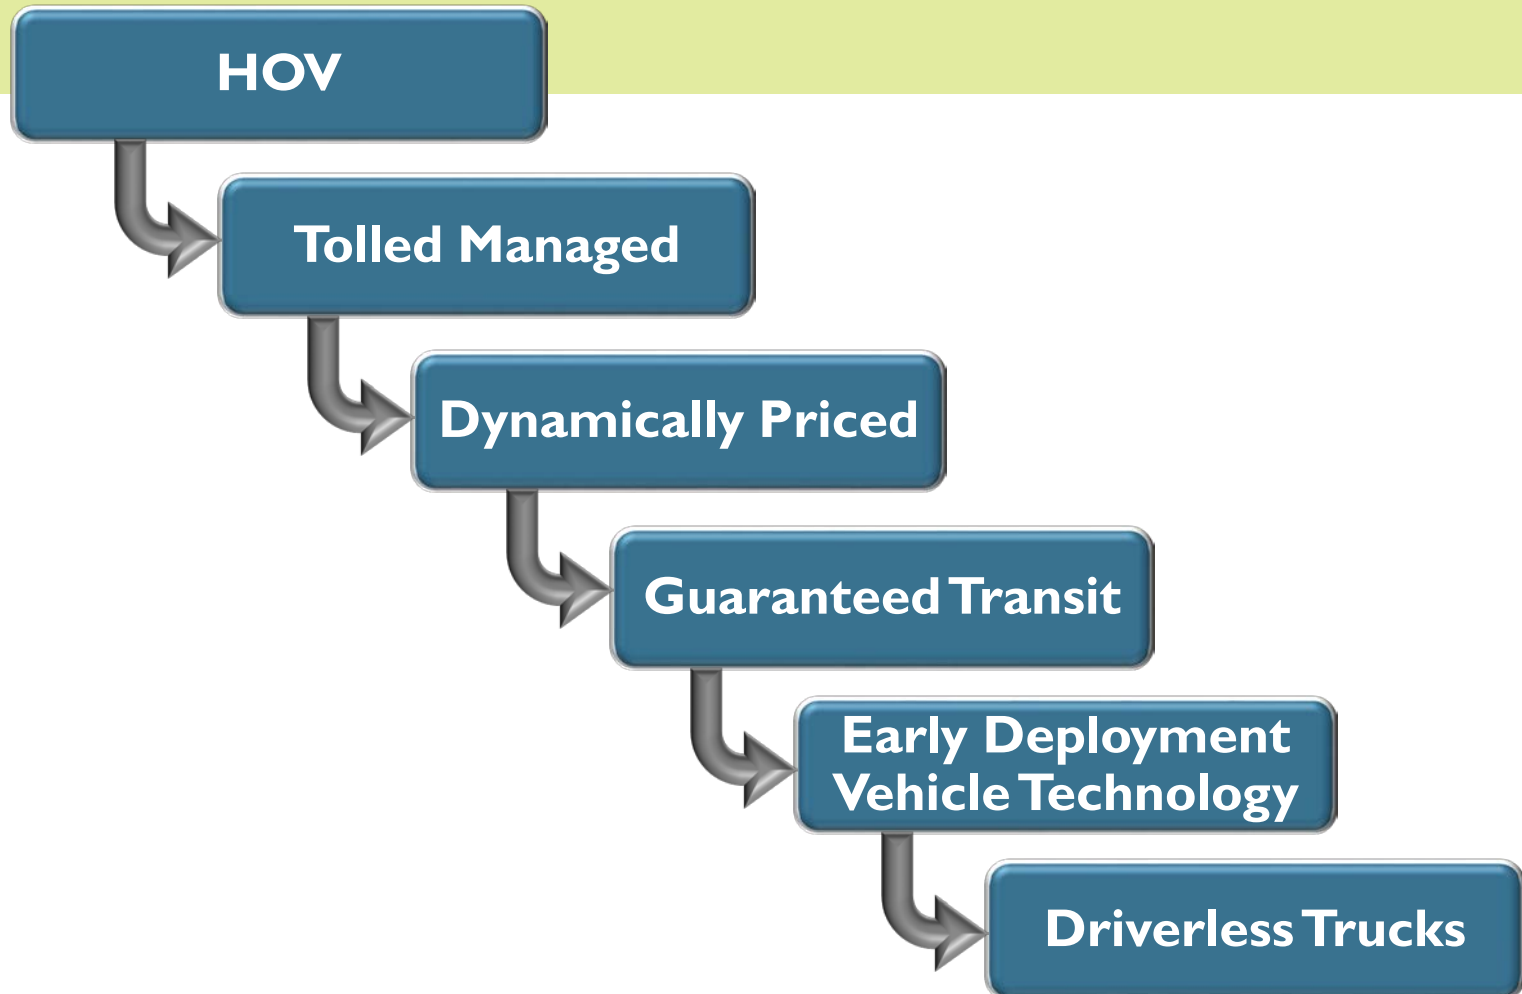 HOV
Tolled Managed
Dynamically Priced
Guaranteed Transit
Early Deployment
Vehicle Technology
Driverless Trucks